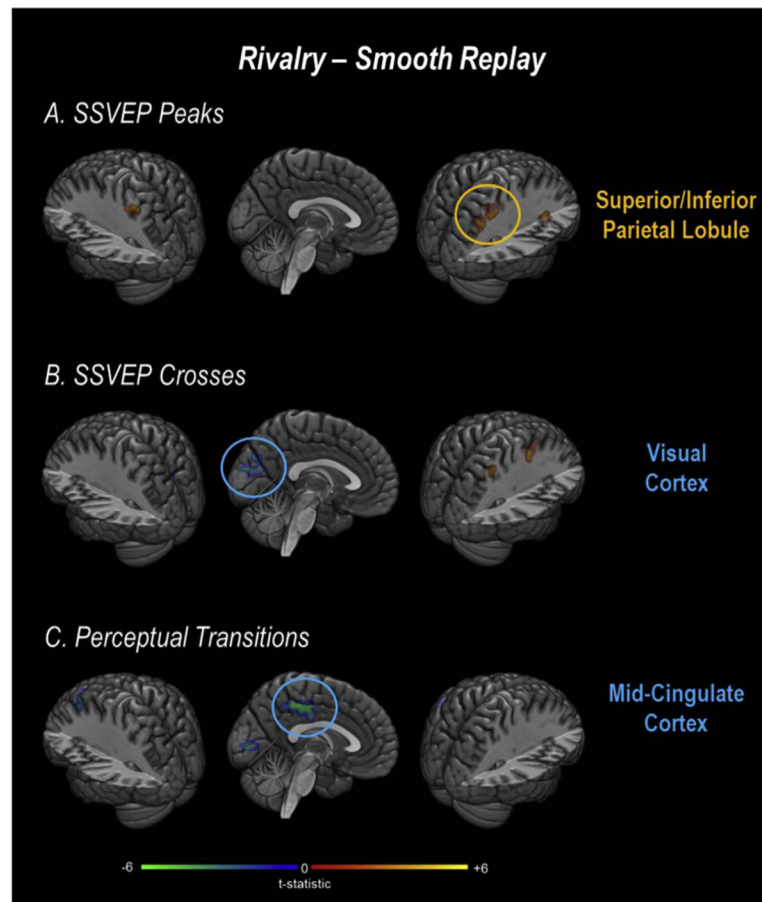 Rivalry – Smooth Replay
A. SSVEP Peaks
Superior/Inferior
Parietal Lobule
B. SSVEP Crosses
Visual
Cortex
C. Perceptual Transitions
Mid-Cingulate
Cortex
-6 0 +6
t-statistic